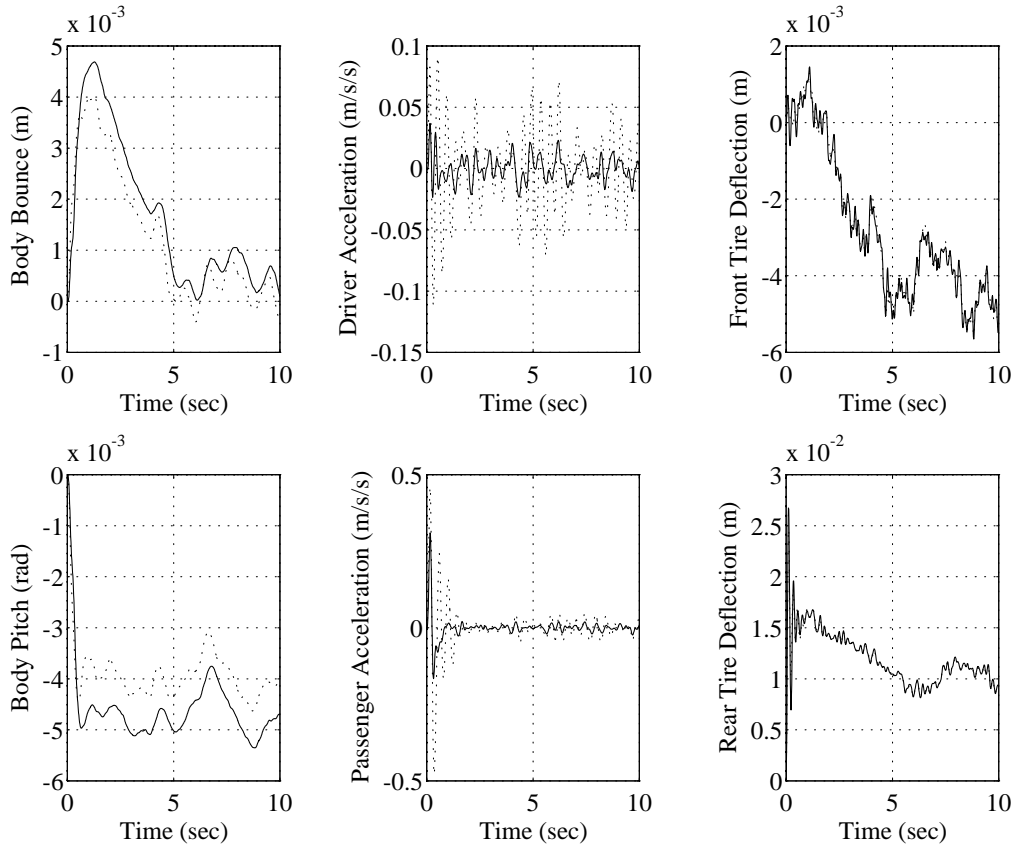 x 10-3
5
4
3
2
1
0
-1
Body Bounce (m)
0 5 10
Time (sec)
0.1
0.05
0
-0.05
-0.1
-0.15
Driver Acceleration (m/s/s)
0 5 10
Time (sec)
x 10-3
2
0
-2
-4
-6
Front Tire Deflection (m)
0 5 10
Time (sec)
x 10-3
0
-1
-2
-3
-4
-5
-6
Body Pitch (rad)
0 5 10
Time (sec)
0.5
0
-0.5
Passenger Acceleration (m/s/s)
0 5 10
Time (sec)
x 10-2
3
2.5
2
1.5
1
0.5
0
Rear Tire Deflection (m)
0 5 10
Time (sec)